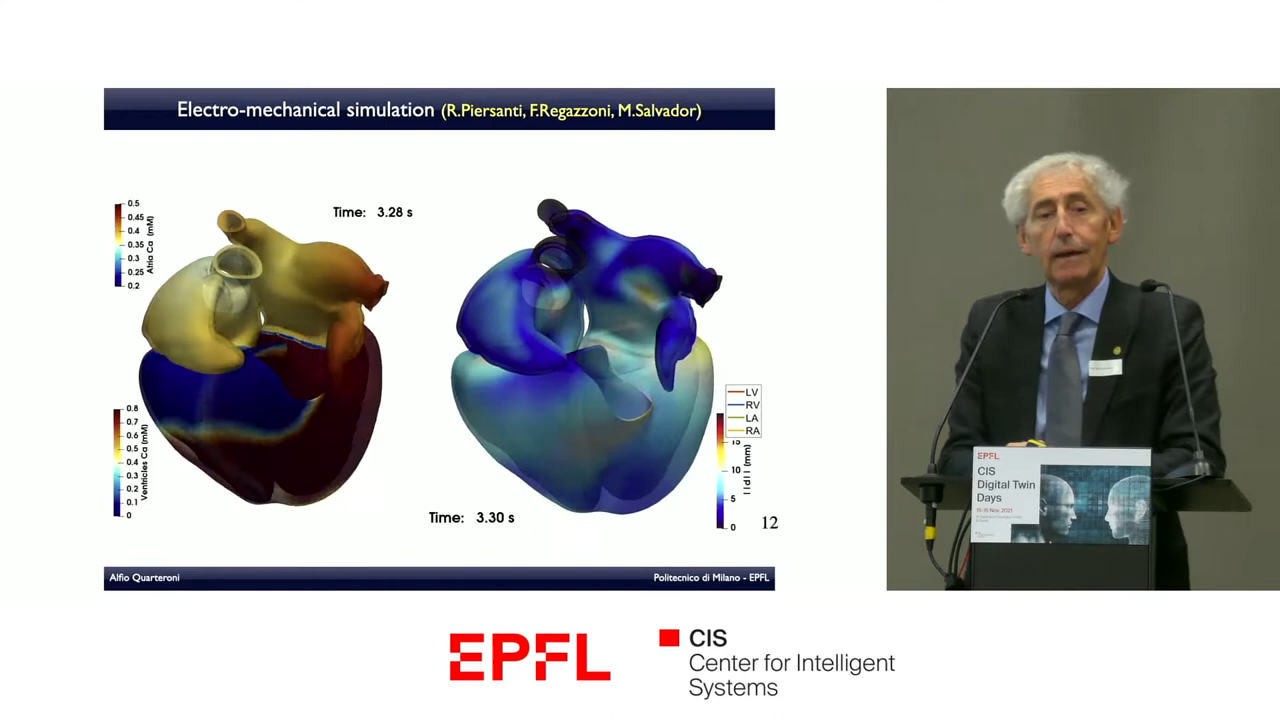 Electro-mechanical simulation (R.Piersanti, F.Regazzoni, M.Salvador)
Time: 3.28 s
0.5
0.45
0.4
0.35
0.3
0.25
0.2
Atria Ca (mM)
0.8
0.7
0.6
0.5
0.4
0.3
0.2
0.1
0
Ventricles Ca (mM)
LV
RV
LA
RA
15
10
5
0
||d|| (mm)
Time: 3.30 s
12
Alfio Quarteroni
Politecnico di Milano - EPFL
EPFL
CIS
Digital Twin
Days
2021
EPFL
CIS
Center for Intelligent
Systems